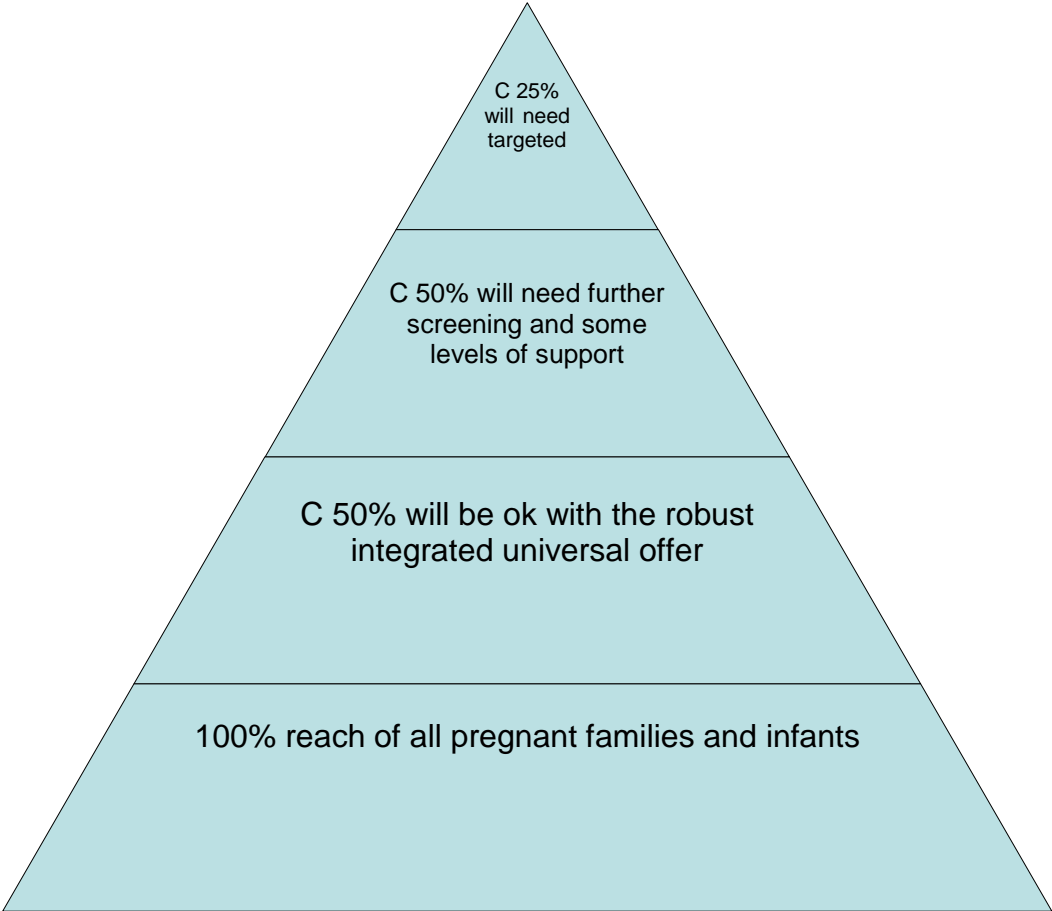 C 25%
will need
targeted
C 50% will need further
screening and some
levels of support
C 50% will be ok with the robust
integrated universal offer
100% reach of all pregnant families and infants